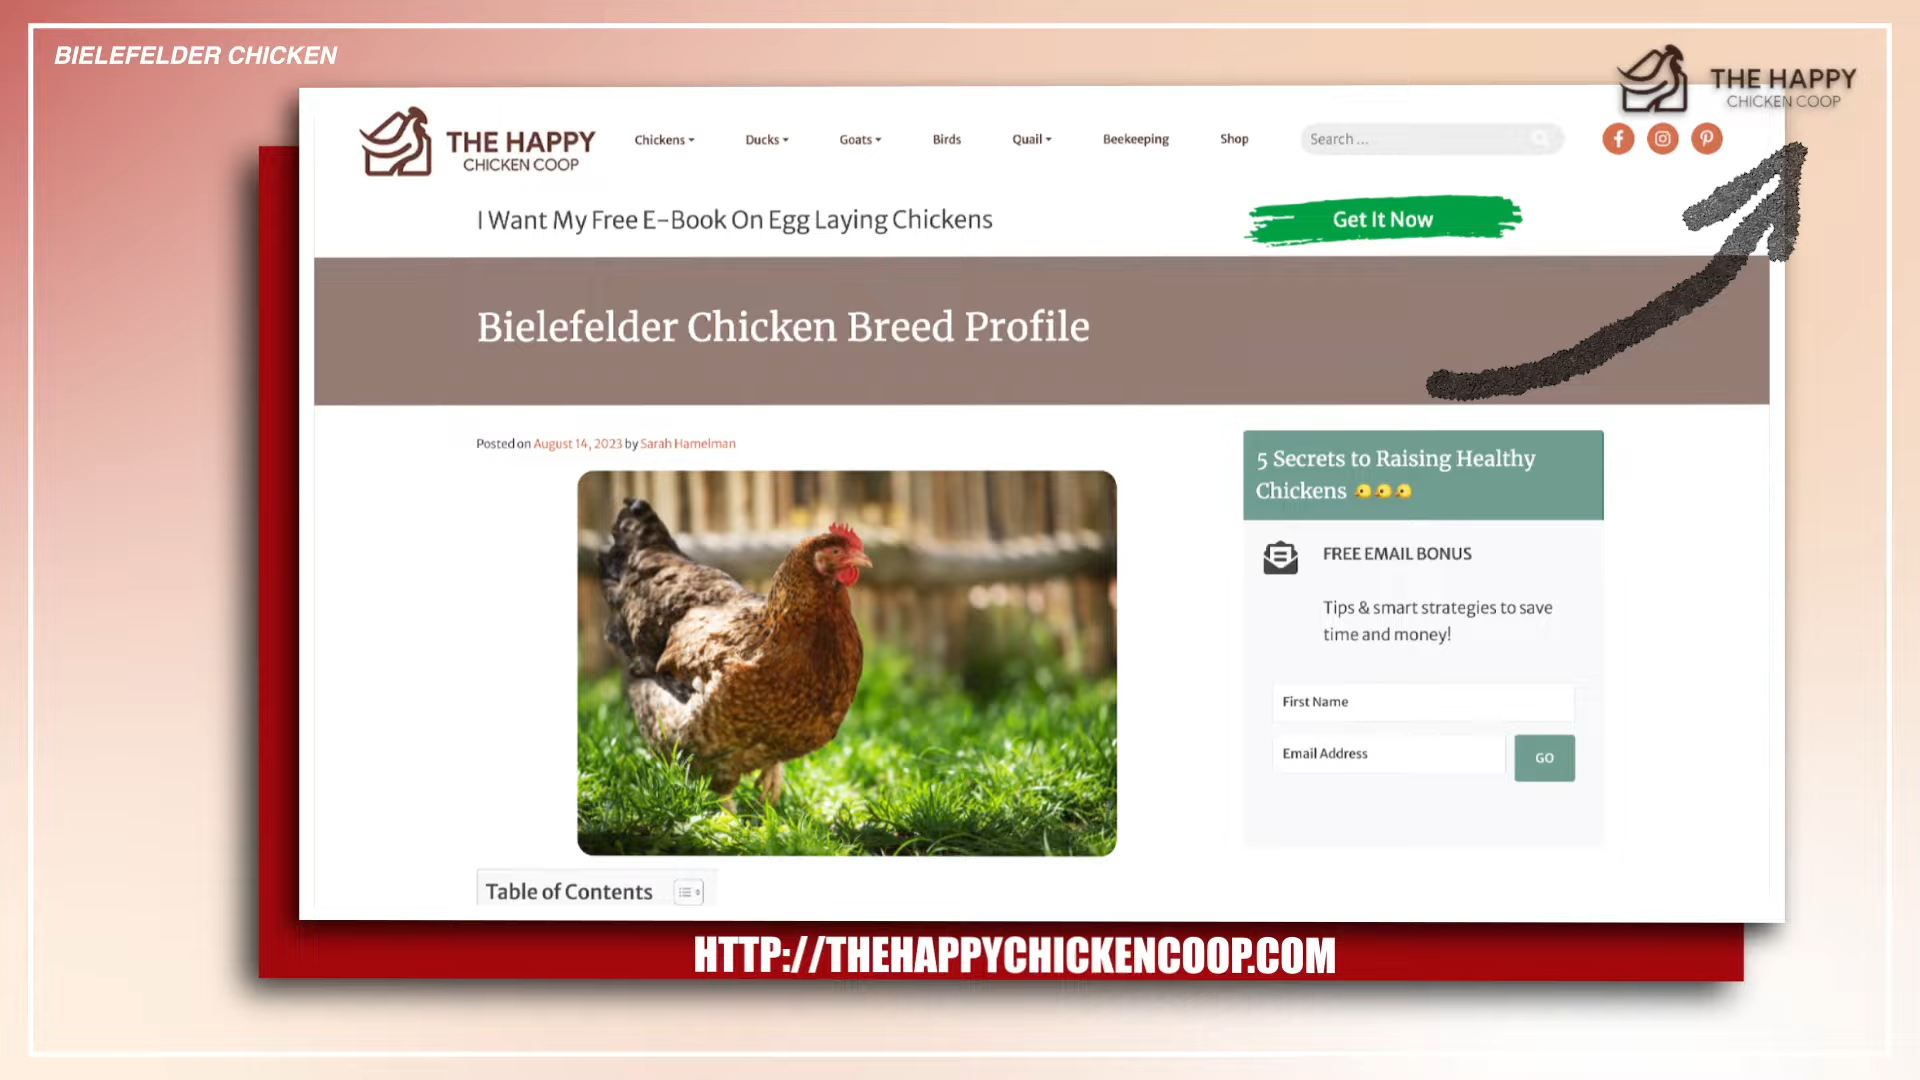 BIELEFELDER CHICKEN
THE HAPPY
CHICKEN COOP
THE HAPPY
CHICKEN COOP
Chickens
Ducks
Goats
Birds
Quail
Beekeeping
Shop
Search ...
I Want My Free E-Book On Egg Laying Chickens
Get It Now
Bielefelder Chicken Breed Profile
Posted on August 14, 2023 by Sarah Hamelman
5 Secrets to Raising Healthy
Chickens
FREE EMAIL BONUS
Tips & smart strategies to save
time and money!
First Name
Email Address
GO
Table of Contents
HTTP://THEHAPPYCHICKENCOOP.COM